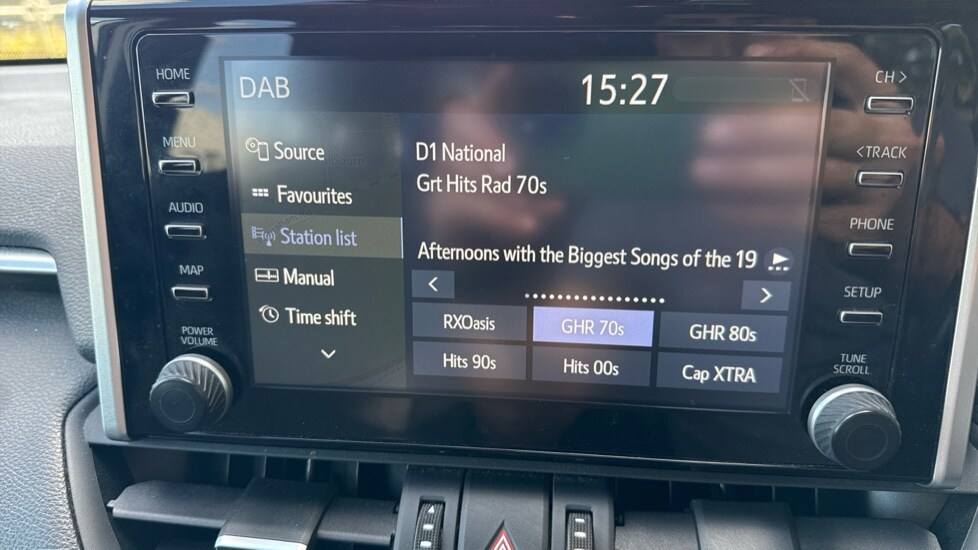 HOME
MENU
AUDIO
MAP
POWER
VOLUME
DAB
15:27
Source
Favourites
Station list
Manual
Time shift
D1 National
Grt Hits Rad 70s
Afternoons with the Biggest Songs of the 19
RXOasis
GHR 70s
GHR 80s
Hits 90s
Hits 00s
Cap XTRA
CH >
< TRACK
PHONE
SETUP
TUNE
SCROLL